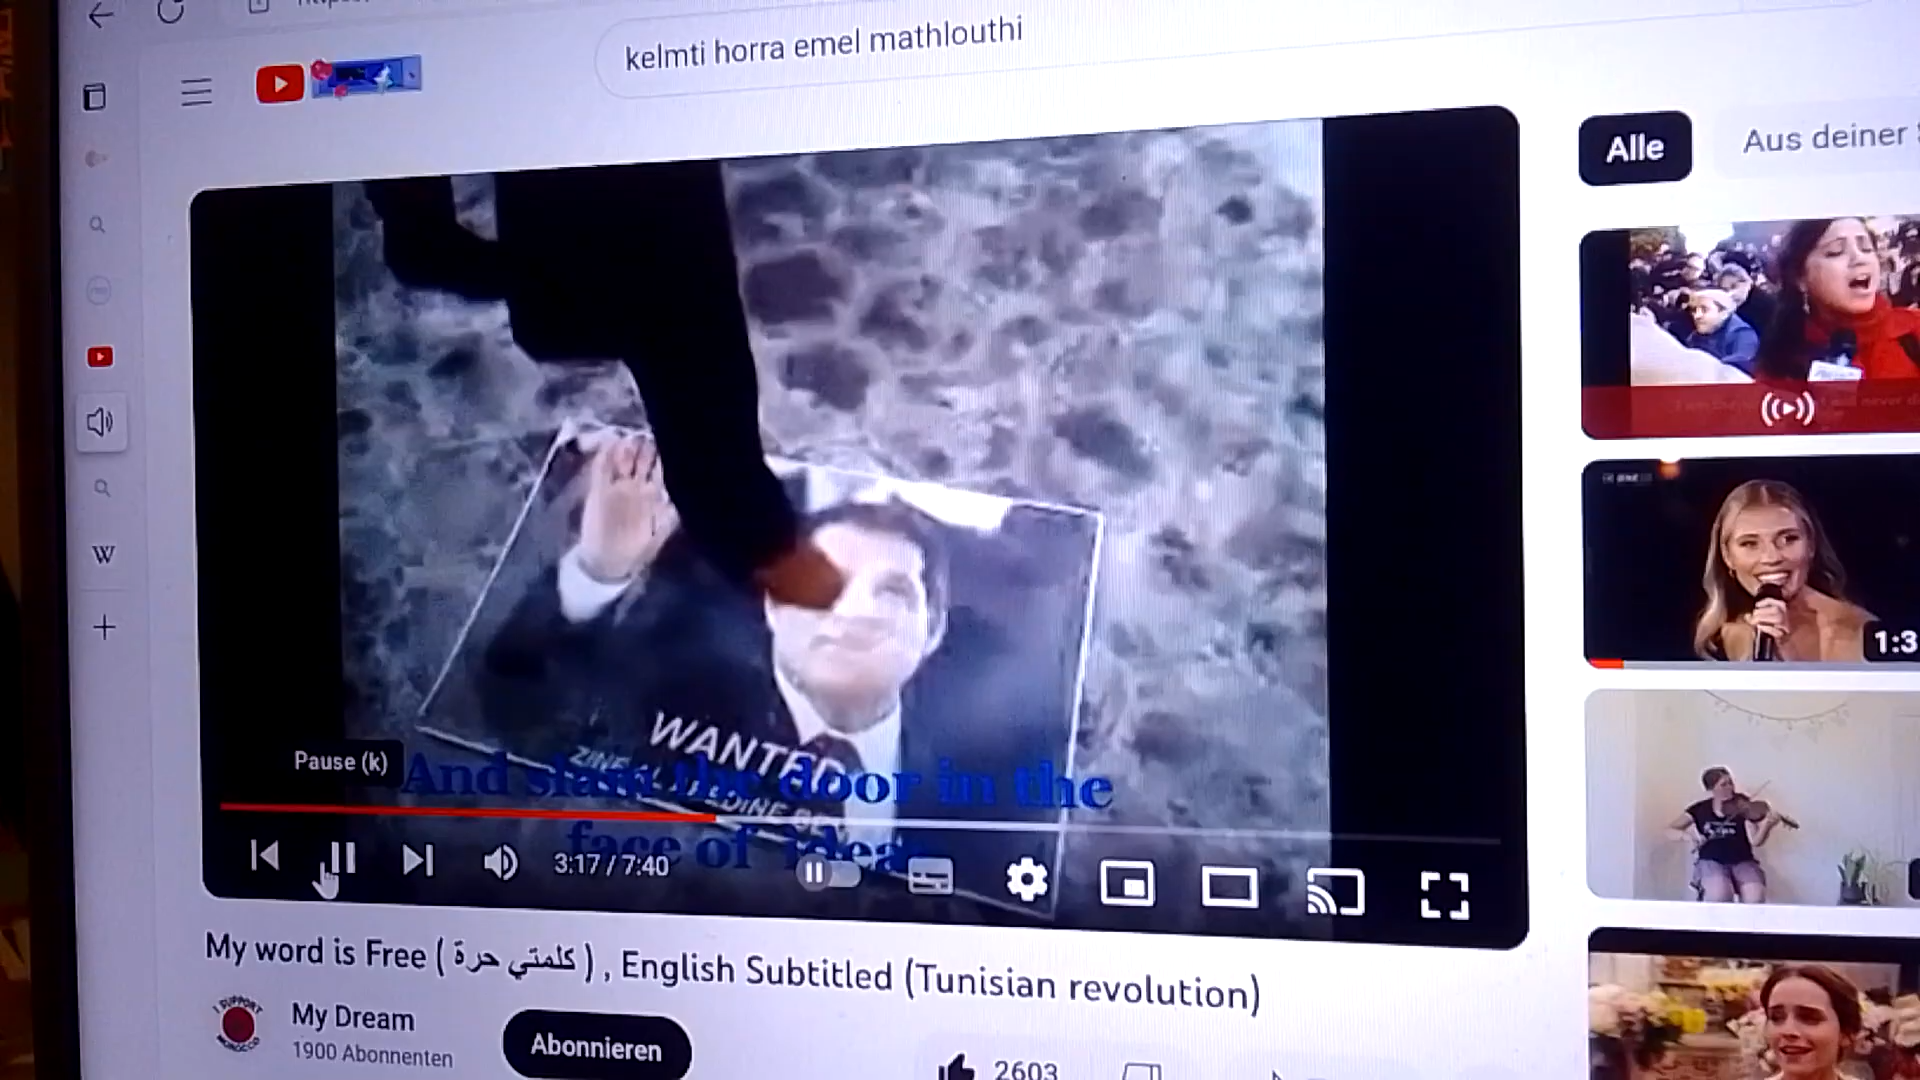 kelmti horra emel mathlouthi
Alle
Aus deiner
WANTED
And slam the door in the
face of ideas
Pause (k)
3:17 / 7:40
1:3
W
My word is Free ( كلمتي حرة ) , English Subtitled (Tunisian revolution)
I SUPPORT
MOROCCO
My Dream
1900 Abonnenten
Abonnieren
2603